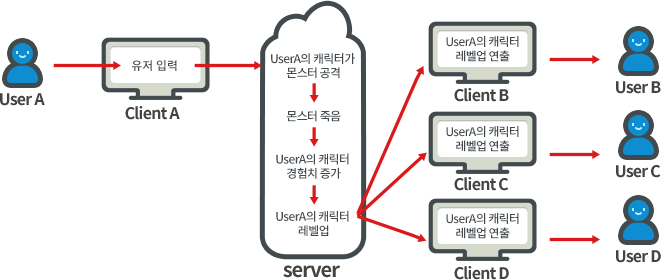 User A
유저 입력
Client A
UserA의 캐릭터가
몬스터 공격
몬스터 죽음
UserA의 캐릭터
경험치 증가
UserA의 캐릭터
레벨업
server
UserA의 캐릭터
레벨업 연출
Client B
User B
UserA의 캐릭터
레벨업 연출
Client C
User C
UserA의 캐릭터
레벨업 연출
Client D
User D